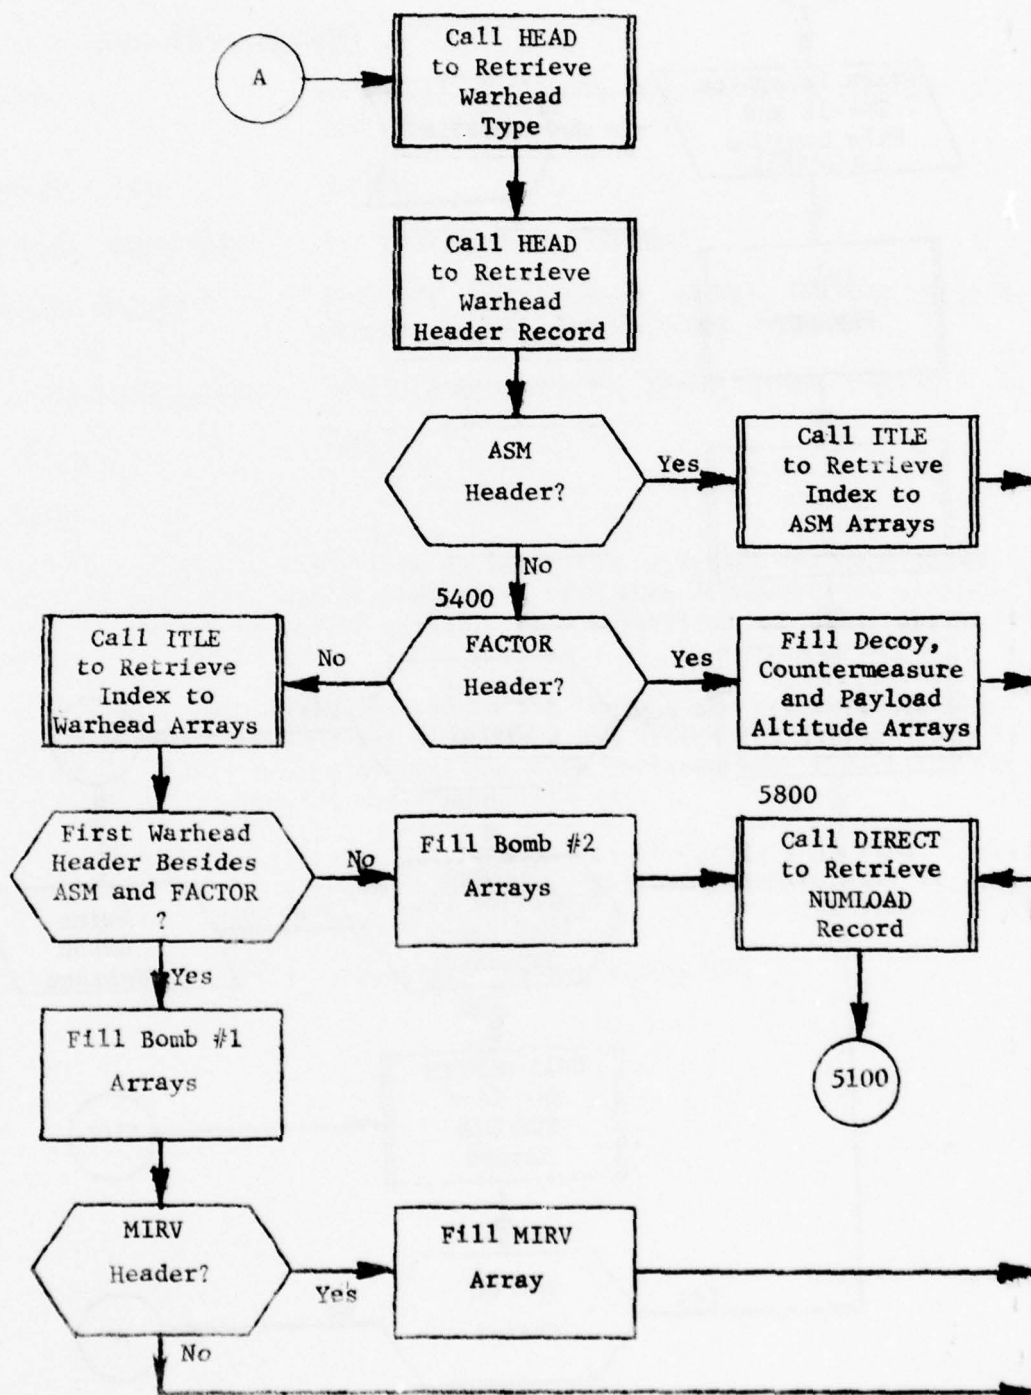 A
Call HEAD
to Retrieve
Warhead
Type
Call HEAD
to Retrieve
Warhead
Header Record
ASM
Header?
Yes
Call ITLE
to Retrieve
Index to
ASM Arrays
No
5400
FACTOR
Header?
Yes
Fill Decoy,
Countermeasure
and Payload
Altitude Arrays
No
Call ITLE
to Retrieve
Index to
Warhead Arrays
First Warhead
Header Besides
ASM and FACTOR
?
No
Fill Bomb #2
Arrays
5800
Call DIRECT
to Retrieve
NUMLOAD
Record
5100
Yes
Fill Bomb #1
Arrays
MIRV
Header?
Yes
Fill MIRV
Array
No